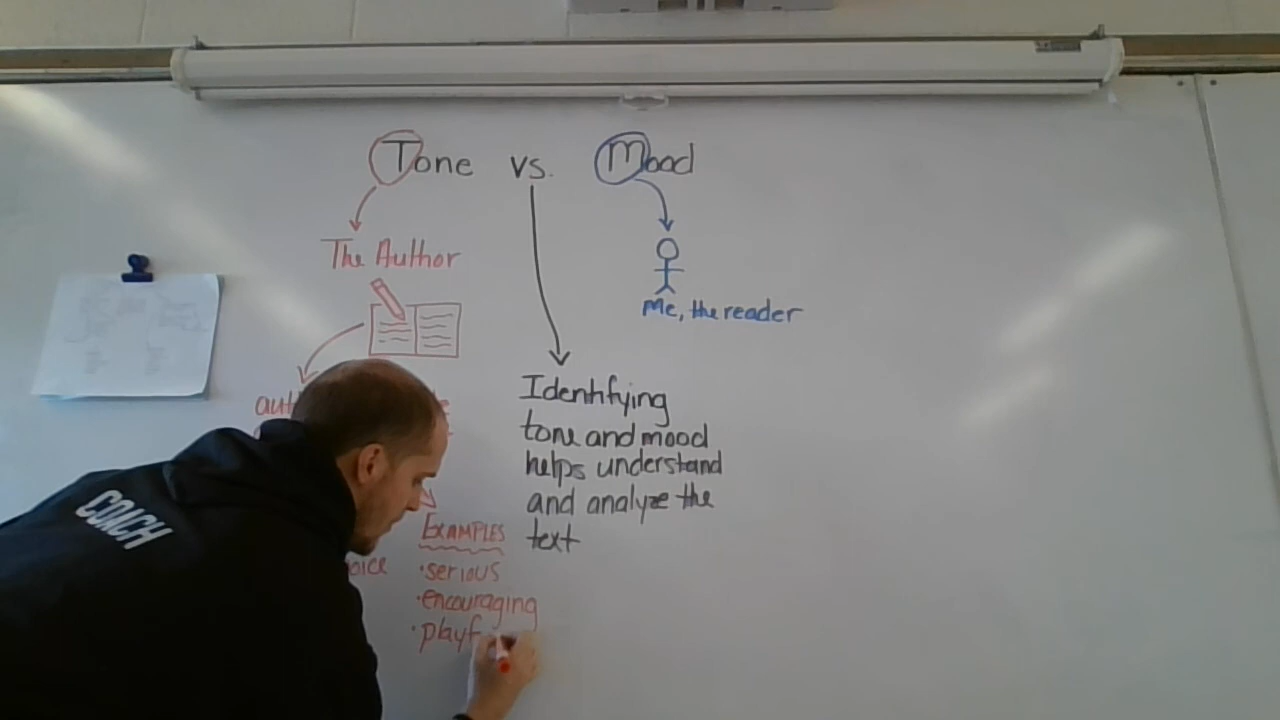 Tone vs. Mood
The Author
Me, the reader
Identifying
tone and mood
helps understand
and analyze the
text
EXAMPLES
•serious
•encouraging
COACH